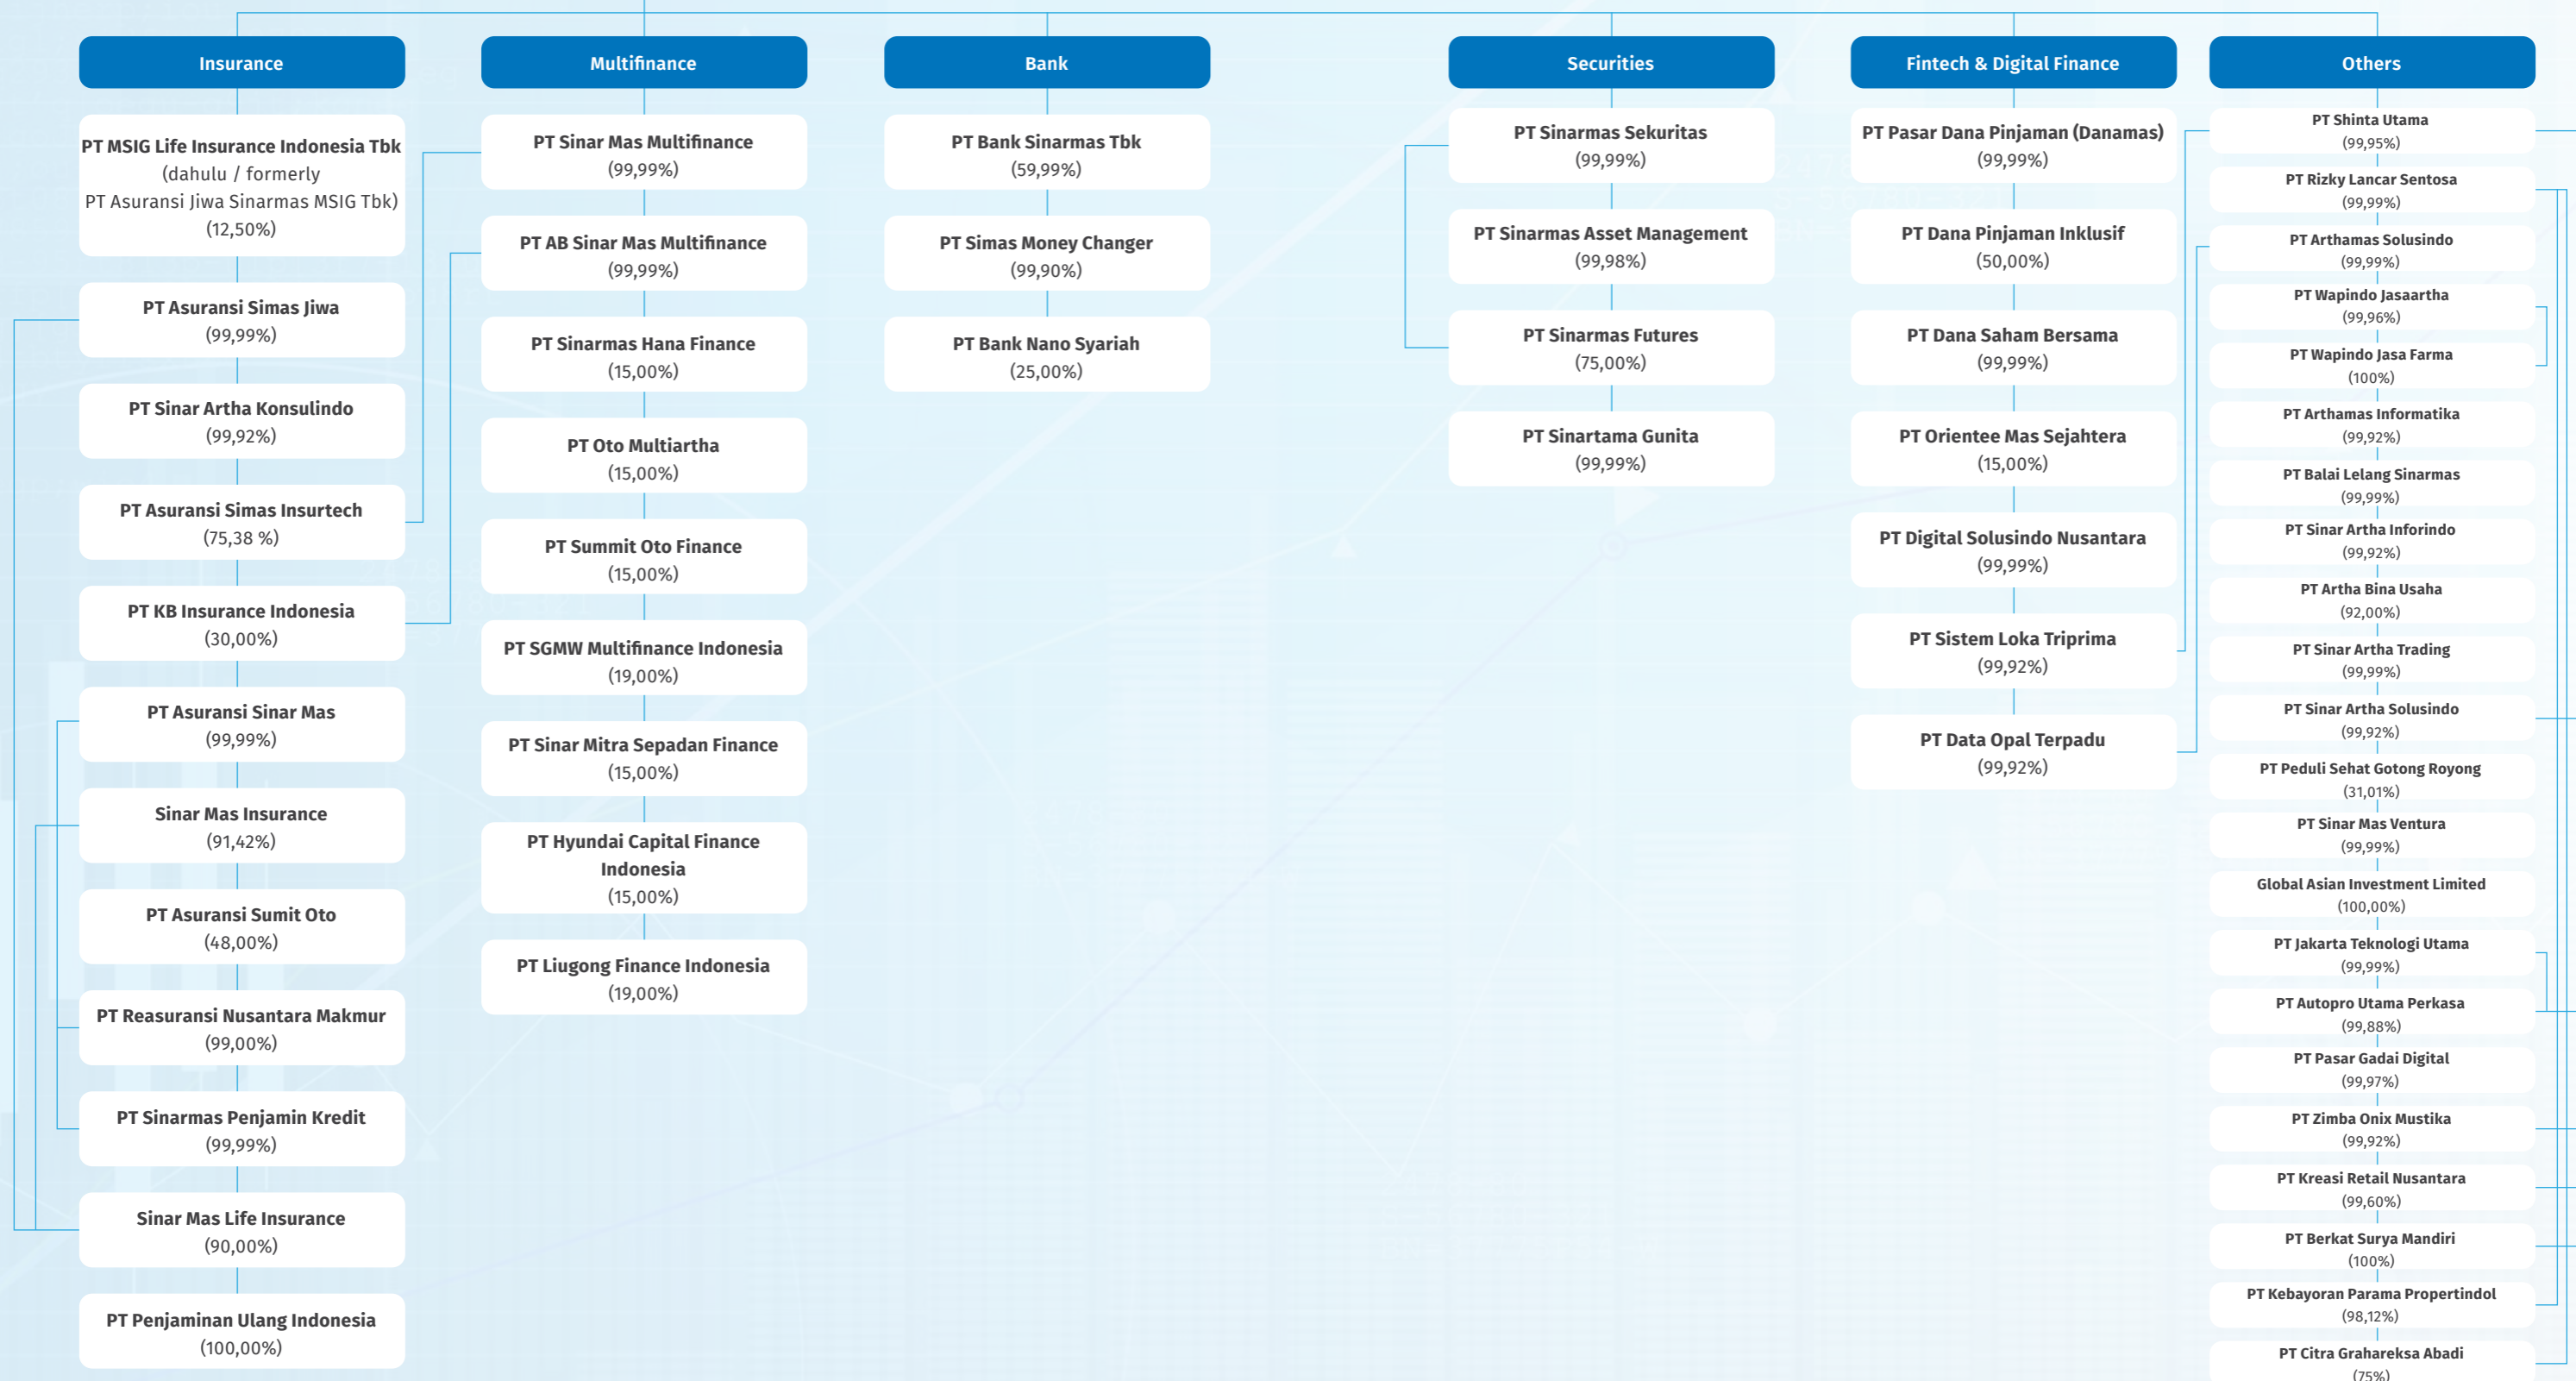 Insurance
PT MSIG Life Insurance Indonesia Tbk
(dahulu / formerly
PT Asuransi Jiwa Sinarmas MSIG Tbk)
(12,50%)
PT Asuransi Simas Jiwa
(99,99%)
PT Sinar Artha Konsulindo
(99,92%)
PT Asuransi Simas Insurtech
(75,38 %)
PT KB Insurance Indonesia
(30,00%)
PT Asuransi Sinar Mas
(99,99%)
Sinar Mas Insurance
(91,42%)
PT Asuransi Sumit Oto
(48,00%)
PT Reasuransi Nusantara Makmur
(99,00%)
PT Sinarmas Penjamin Kredit
(99,99%)
Sinar Mas Life Insurance
(90,00%)
PT Penjaminan Ulang Indonesia
(100,00%)
Multifinance
PT Sinar Mas Multifinance
(99,99%)
PT AB Sinar Mas Multifinance
(99,99%)
PT Sinarmas Hana Finance
(15,00%)
PT Oto Multiartha
(15,00%)
PT Summit Oto Finance
(15,00%)
PT SGMW Multifinance Indonesia
(19,00%)
PT Sinar Mitra Sepadan Finance
(15,00%)
PT Hyundai Capital Finance
Indonesia
(15,00%)
PT Liugong Finance Indonesia
(19,00%)
Bank
PT Bank Sinarmas Tbk
(59,99%)
PT Simas Money Changer
(99,90%)
PT Bank Nano Syariah
(25,00%)
Securities
PT Sinarmas Sekuritas
(99,99%)
PT Sinarmas Asset Management
(99,98%)
PT Sinarmas Futures
(75,00%)
PT Sinartama Gunita
(99,99%)
Fintech & Digital Finance
PT Pasar Dana Pinjaman (Danamas)
(99,99%)
PT Dana Pinjaman Inklusif
(50,00%)
PT Dana Saham Bersama
(99,99%)
PT Orientee Mas Sejahtera
(15,00%)
PT Digital Solusindo Nusantara
(99,99%)
PT Sistem Loka Triprima
(99,92%)
PT Data Opal Terpadu
(99,92%)
Others
PT Shinta Utama
(99,95%)
PT Rizky Lancar Sentosa
(99,99%)
PT Arthamas Solusindo
(99,99%)
PT Wapindo Jasaartha
(99,96%)
PT Wapindo Jasa Farma
(100%)
PT Arthamas Informatika
(99,92%)
PT Balai Lelang Sinarmas
(99,99%)
PT Sinar Artha Inforindo
(99,92%)
PT Artha Bina Usaha
(92,00%)
PT Sinar Artha Trading
(99,99%)
PT Sinar Artha Solusindo
(99,92%)
PT Peduli Sehat Gotong Royong
(31,01%)
PT Sinar Mas Ventura
(99,99%)
Global Asian Investment Limited
(100,00%)
PT Jakarta Teknologi Utama
(99,99%)
PT Autopro Utama Perkasa
(99,88%)
PT Pasar Gadai Digital
(99,97%)
PT Zimba Onix Mustika
(99,92%)
PT Kreasi Retail Nusantara
(99,60%)
PT Berkat Surya Mandiri
(100%)
PT Kebayoran Parama Propertindol
(98,12%)
PT Citra Grahareksa Abadi
(75%)